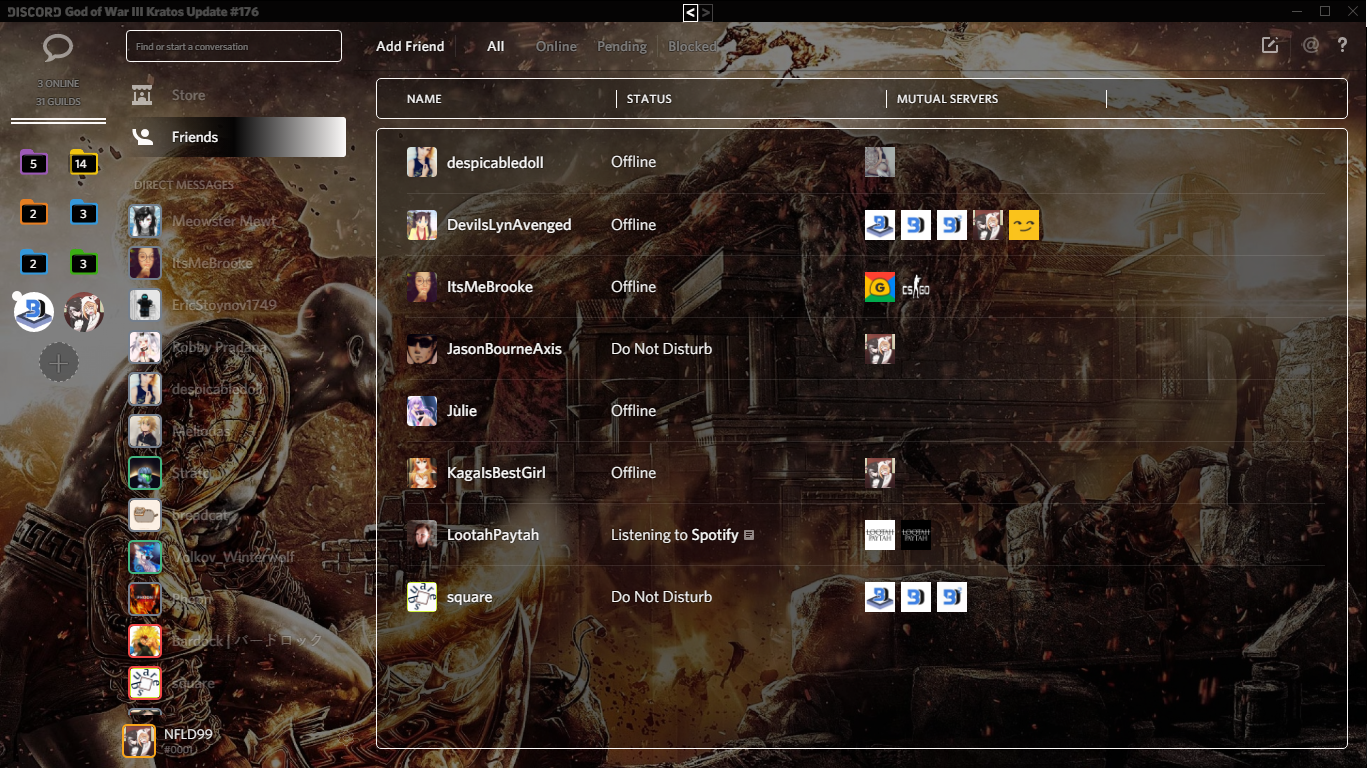 DISCORD God of War III Kratos Update #176
< >
Find or start a conversation
Add Friend All Online Pending Blocked
@ ?
3 ONLINE
31 GUILDS
Store
Friends
DIRECT MESSAGES
5 14
2 3
2 3
Meowster Mewt
ItsMeBrooke
EricStoynov1749
Robby Pradana
despicabledoll
Meliodas
breadcat
Volkov_Winterwolf
Bardock | バードロック
square
NFLD99
#0001
NAME STATUS MUTUAL SERVERS
despicabledoll Offline
DevilsLynAvenged Offline
ItsMeBrooke Offline G CS GO
JasonBourneAxis Do Not Disturb
Jùlie Offline
KagaIsBestGirl Offline
LootahPaytah Listening to Spotify LOOTAH PAYTAH LOOTAH PAYTAH
square Do Not Disturb